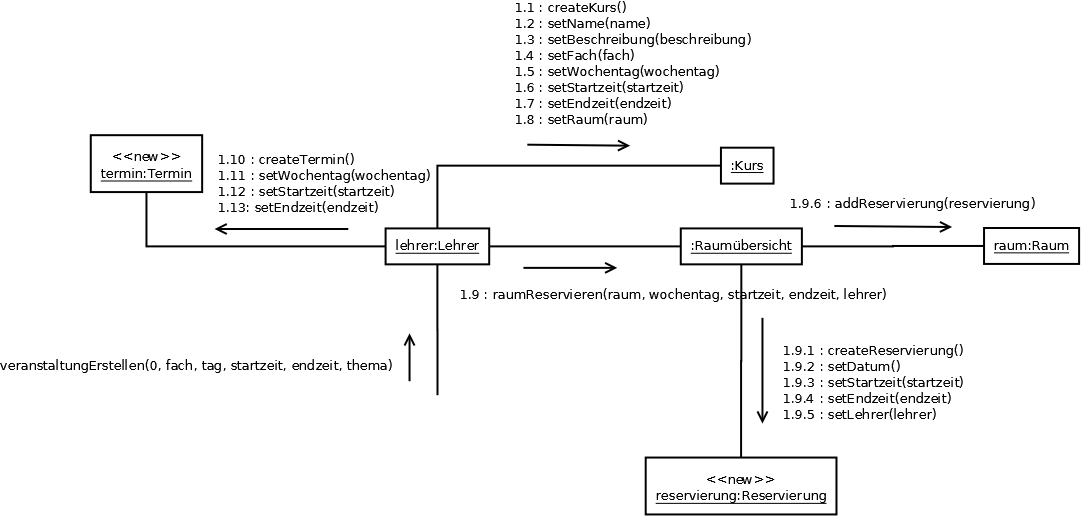 1.1 : createKurs()
1.2 : setName(name)
1.3 : setBeschreibung(beschreibung)
1.4 : setFach(fach)
1.5 : setWochentag(wochentag)
1.6 : setStartzeit(startzeit)
1.7 : setEndzeit(endzeit)
1.8 : setRaum(raum)
<<new>>
termin:Termin
1.10 : createTermin()
1.11 : setWochentag(wochentag)
1.12 : setStartzeit(startzeit)
1.13: setEndzeit(endzeit)
:Kurs
1.9.6 : addReservierung(reservierung)
lehrer:Lehrer
:Raumübersicht
raum:Raum
1.9 : raumReservieren(raum, wochentag, startzeit, endzeit, lehrer)
veranstaltungErstellen(0, fach, tag, startzeit, endzeit, thema)
1.9.1 : createReservierung()
1.9.2 : setDatum()
1.9.3 : setStartzeit(startzeit)
1.9.4 : setEndzeit(endzeit)
1.9.5 : setLehrer(lehrer)
<<new>>
reservierung:Reservierung